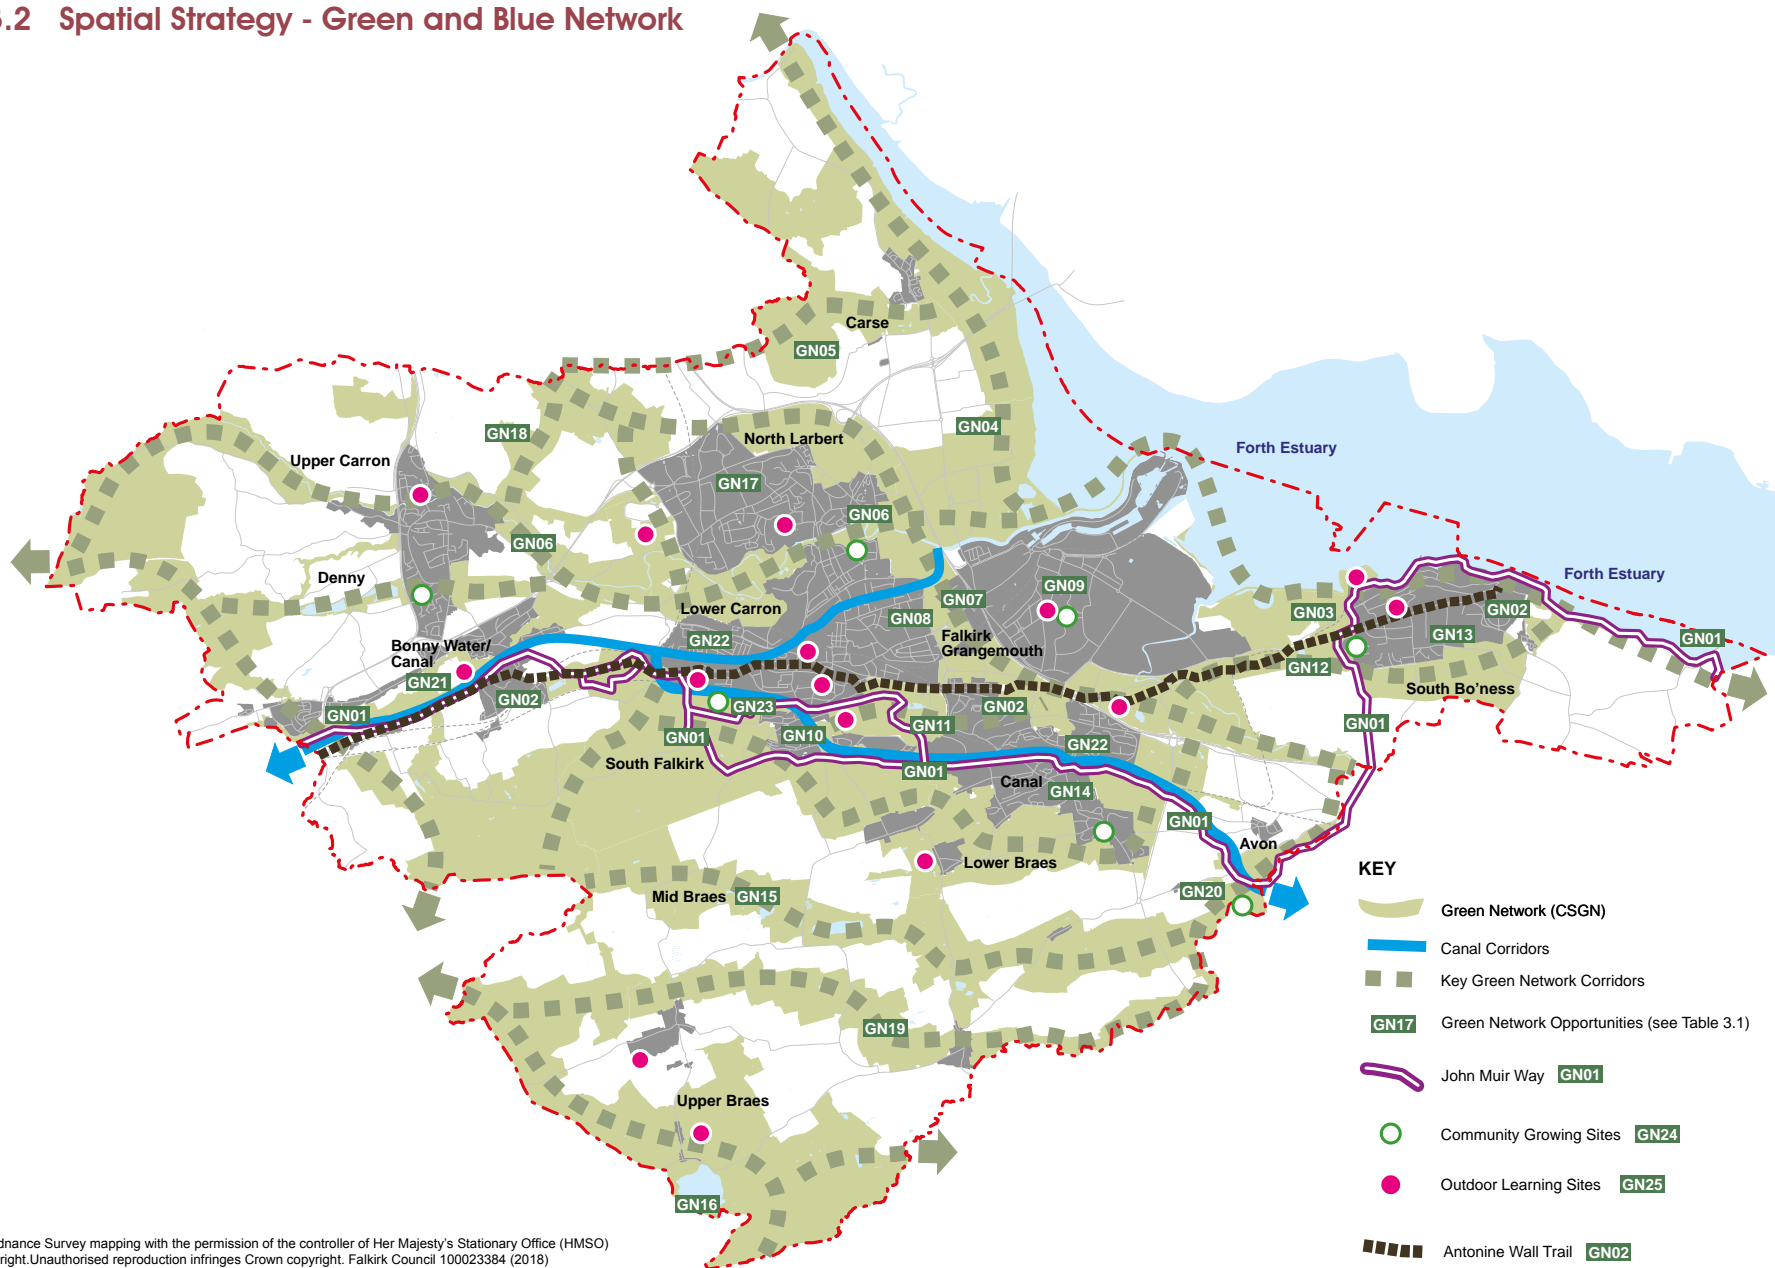 3.2 Spatial Strategy - Green and Blue Network
Carse
GN05
GN04
GN18
North Larbert
Forth Estuary
Upper Carron
GN17
GN06
GN06
Denny
GN09
Forth Estuary
GN07
GN03
GN02
Lower Carron
GN08
GN22
Falkirk
Grangemouth
GN13
GN01
Bonny Water/
Canal
GN12
GN21
GN02
South Bo'ness
GN01
GN23
GN02
GN11
GN01
GN01
GN10
GN22
South Falkirk
GN01
Canal
GN14
GN01
Avon
Lower Braes
KEY
Mid Braes
GN15
GN20
Green Network (CSGN)
Canal Corridors
Key Green Network Corridors
GN19
GN17 Green Network Opportunities (see Table 3.1)
John Muir Way GN01
Upper Braes
Community Growing Sites GN24
Outdoor Learning Sites GN25
GN16
Antonine Wall Trail GN02
dnance Survey mapping with the permission of the controller of Her Majesty's Stationary Office (HMSO)
right.Unauthorised reproduction infringes Crown copyright. Falkirk Council 100023384 (2018)